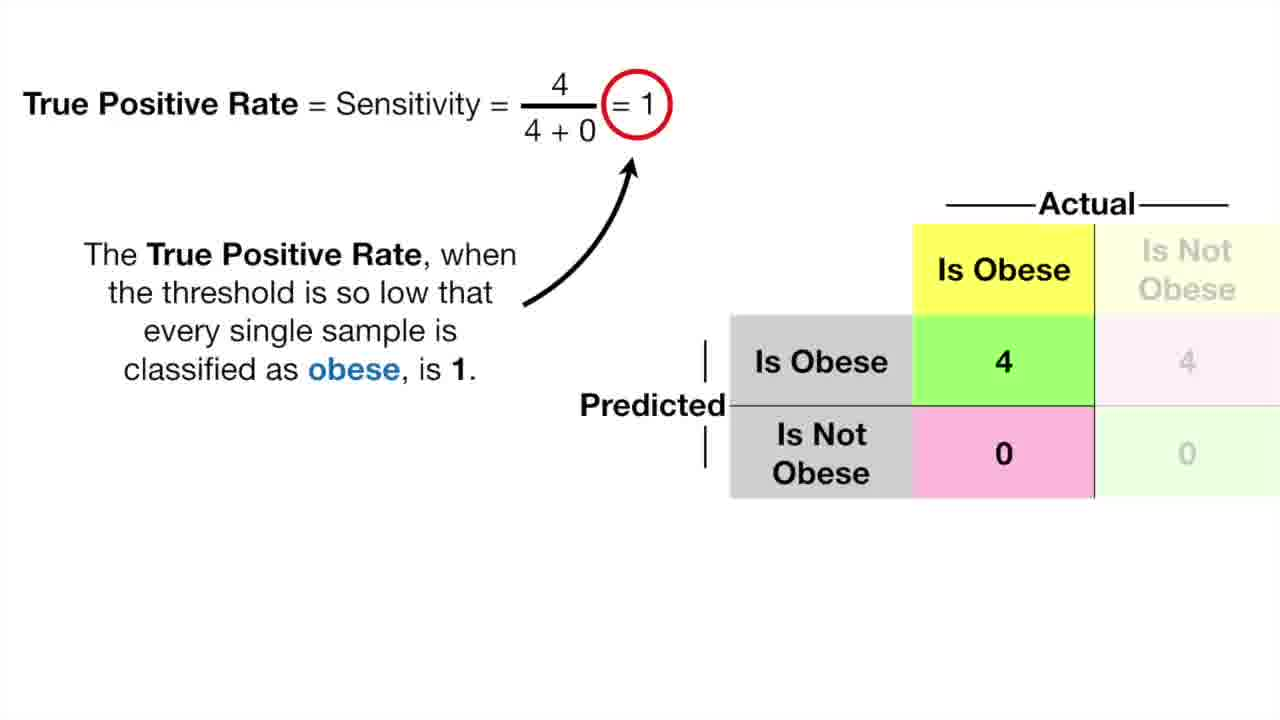 True Positive Rate = Sensitivity = 4 / 4 + 0 = 1
The True Positive Rate, when
the threshold is so low that
every single sample is
classified as obese, is 1.
Actual
Is Obese
Is Not
Obese
Predicted
Is Obese
4
4
Is Not
Obese
0
0